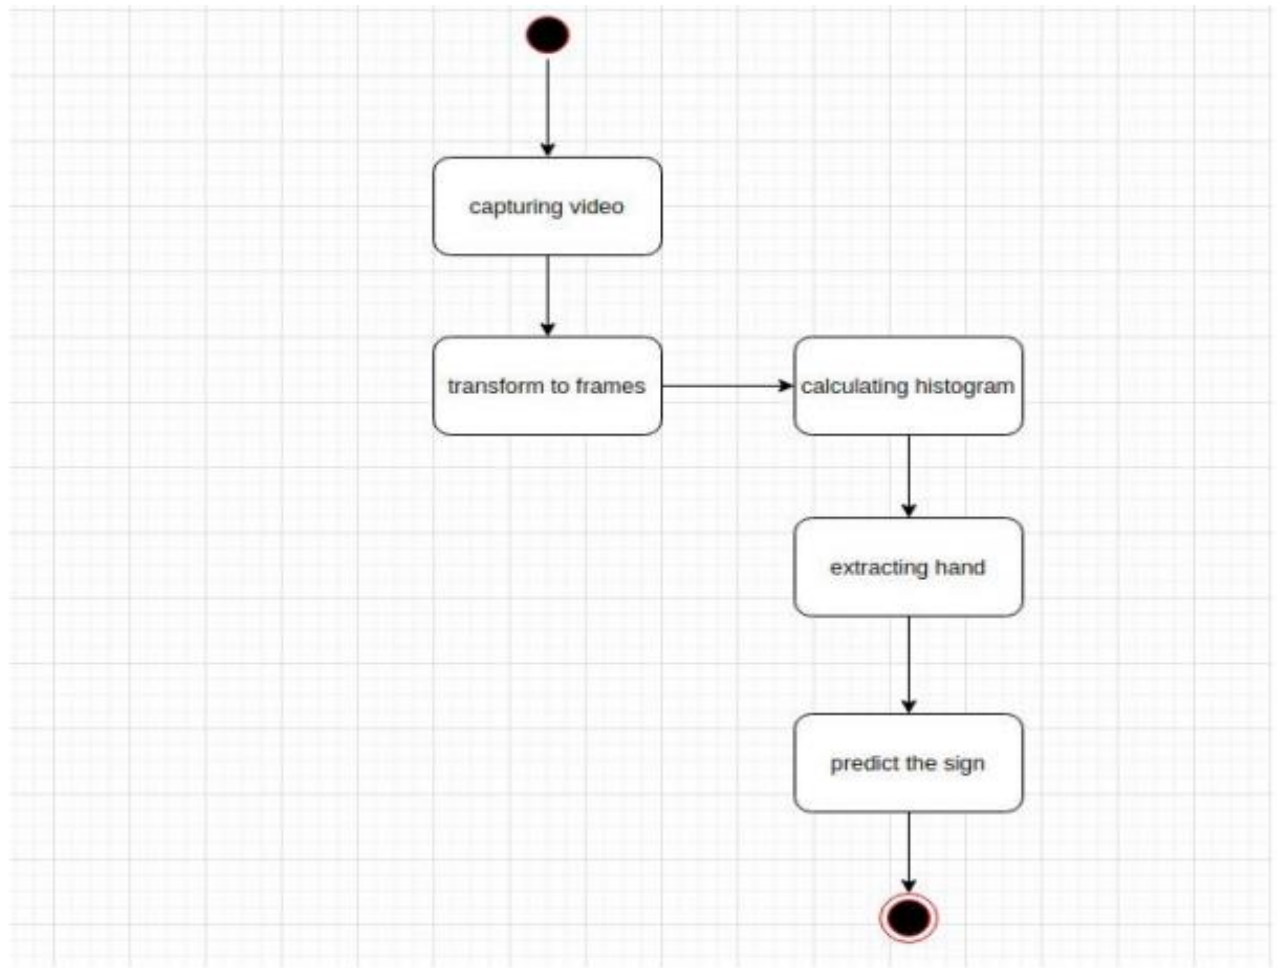 capturing video
transform to frames
calculating histogram
extracting hand
predict the sign